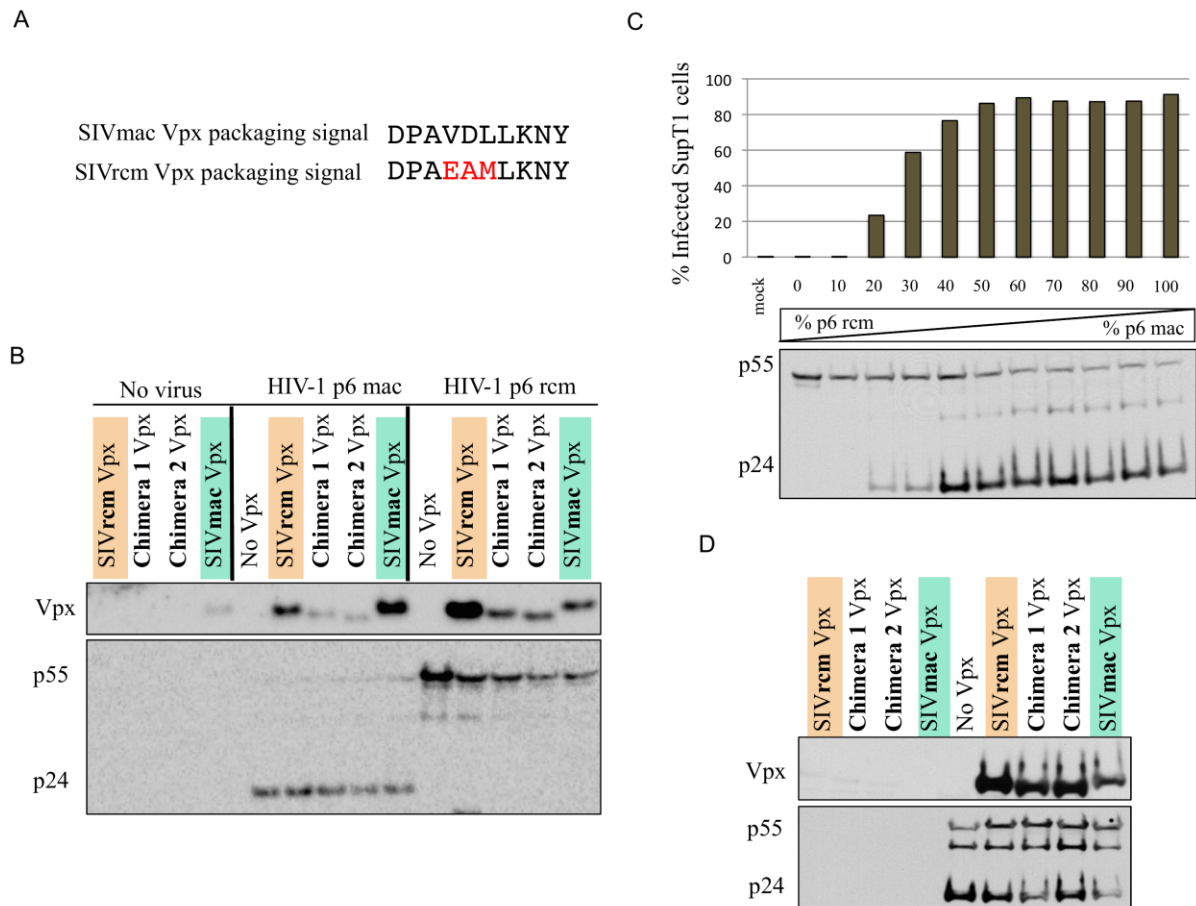 A
SIVmac Vpx packaging signal DPAVDLLKNY
SIVrcm Vpx packaging signal DPAEAMLKNY
B
No virus HIV-1 p6 mac HIV-1 p6 rcm
SIVrcm Vpx
Chimera 1 Vpx
Chimera 2 Vpx
SIVmac Vpx
No Vpx
SIVrcm Vpx
Chimera 1 Vpx
Chimera 2 Vpx
SIVmac Vpx
No Vpx
SIVrcm Vpx
Chimera 1 Vpx
Chimera 2 Vpx
SIVmac Vpx
Vpx
p55
p24
C
% Infected SupT1 cells
100
80
60
40
20
0
mock 0 10 20 30 40 50 60 70 80 90 100
% p6 rcm % p6 mac
p55
p24
D
SIVrcm Vpx
Chimera 1 Vpx
Chimera 2 Vpx
SIVmac Vpx
No Vpx
SIVrcm Vpx
Chimera 1 Vpx
Chimera 2 Vpx
SIVmac Vpx
Vpx
p55
p24